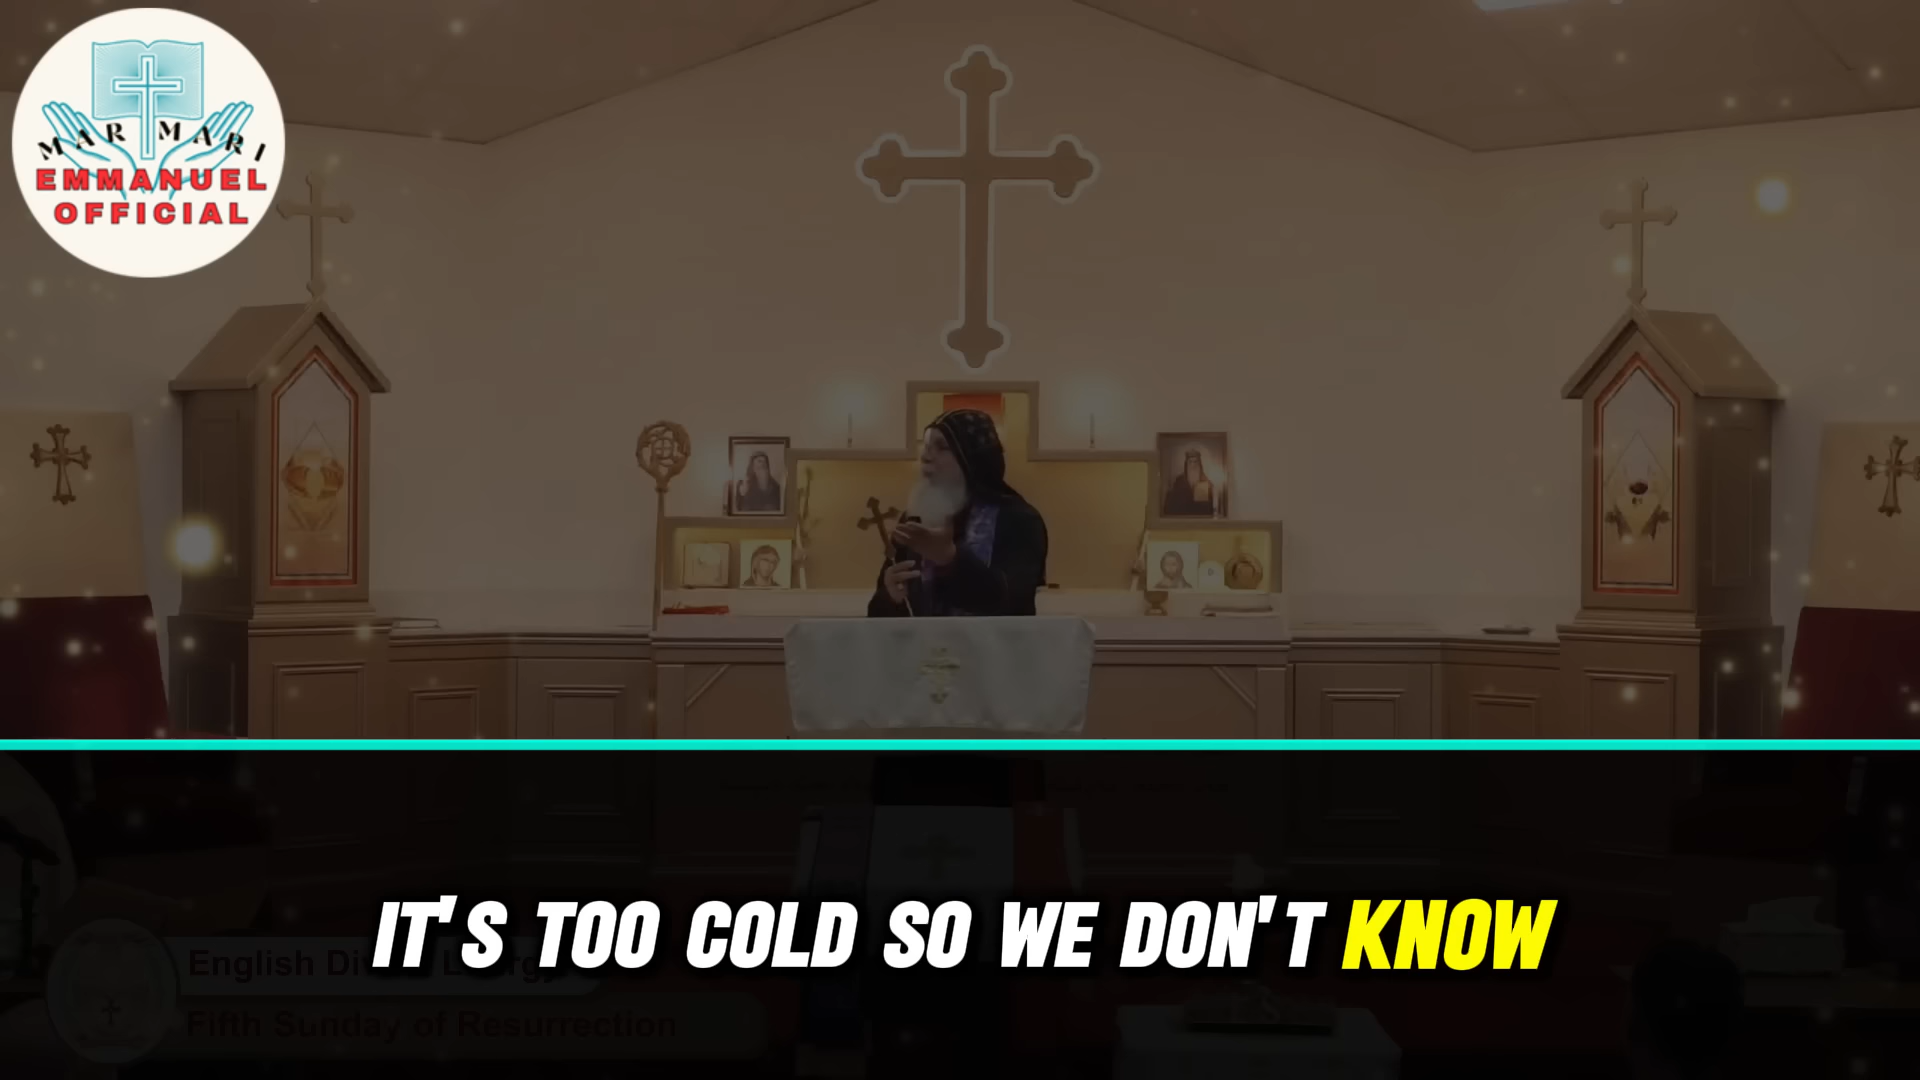 MAR MARI
EMMANUEL
OFFICIAL
IT'S TOO COLD SO WE DON'T KNOW
English Divine Liturgy
Fifth Sunday of Resurrection